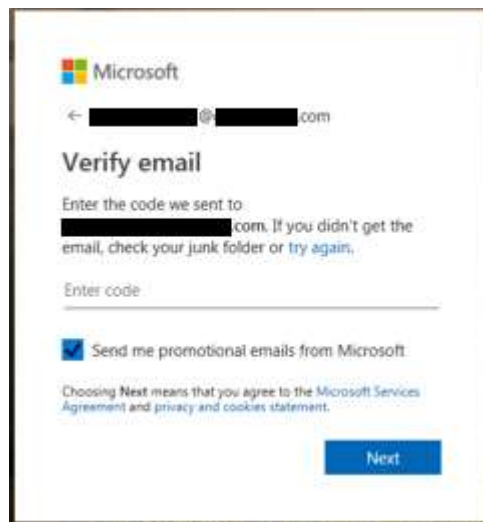 Microsoft
← @ .com
Verify email
Enter the code we sent to
.com. If you didn't get the
email, check your junk folder or try again.
Enter code
Send me promotional emails from Microsoft
Choosing Next means that you agree to the Microsoft Services
Agreement and privacy and cookies statement.
Next